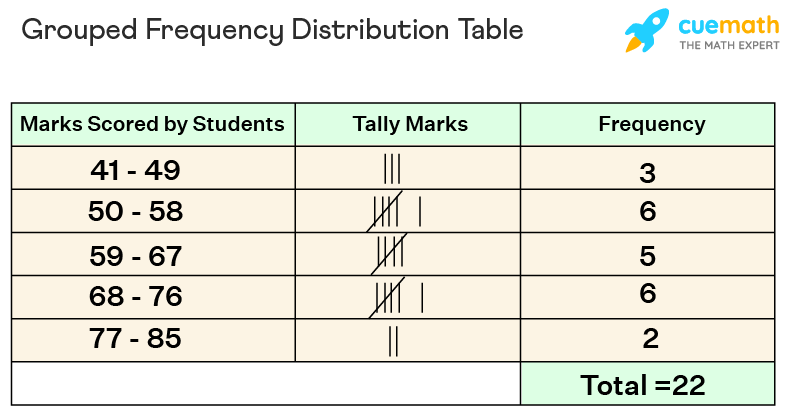 Grouped Frequency Distribution Table
cuemath
THE MATH EXPERT
Marks Scored by Students Tally Marks Frequency
41 - 49 ||| 3
50 - 58 |||| | 6
59 - 67 |||| 5
68 - 76 |||| | 6
77 - 85 || 2
Total =22